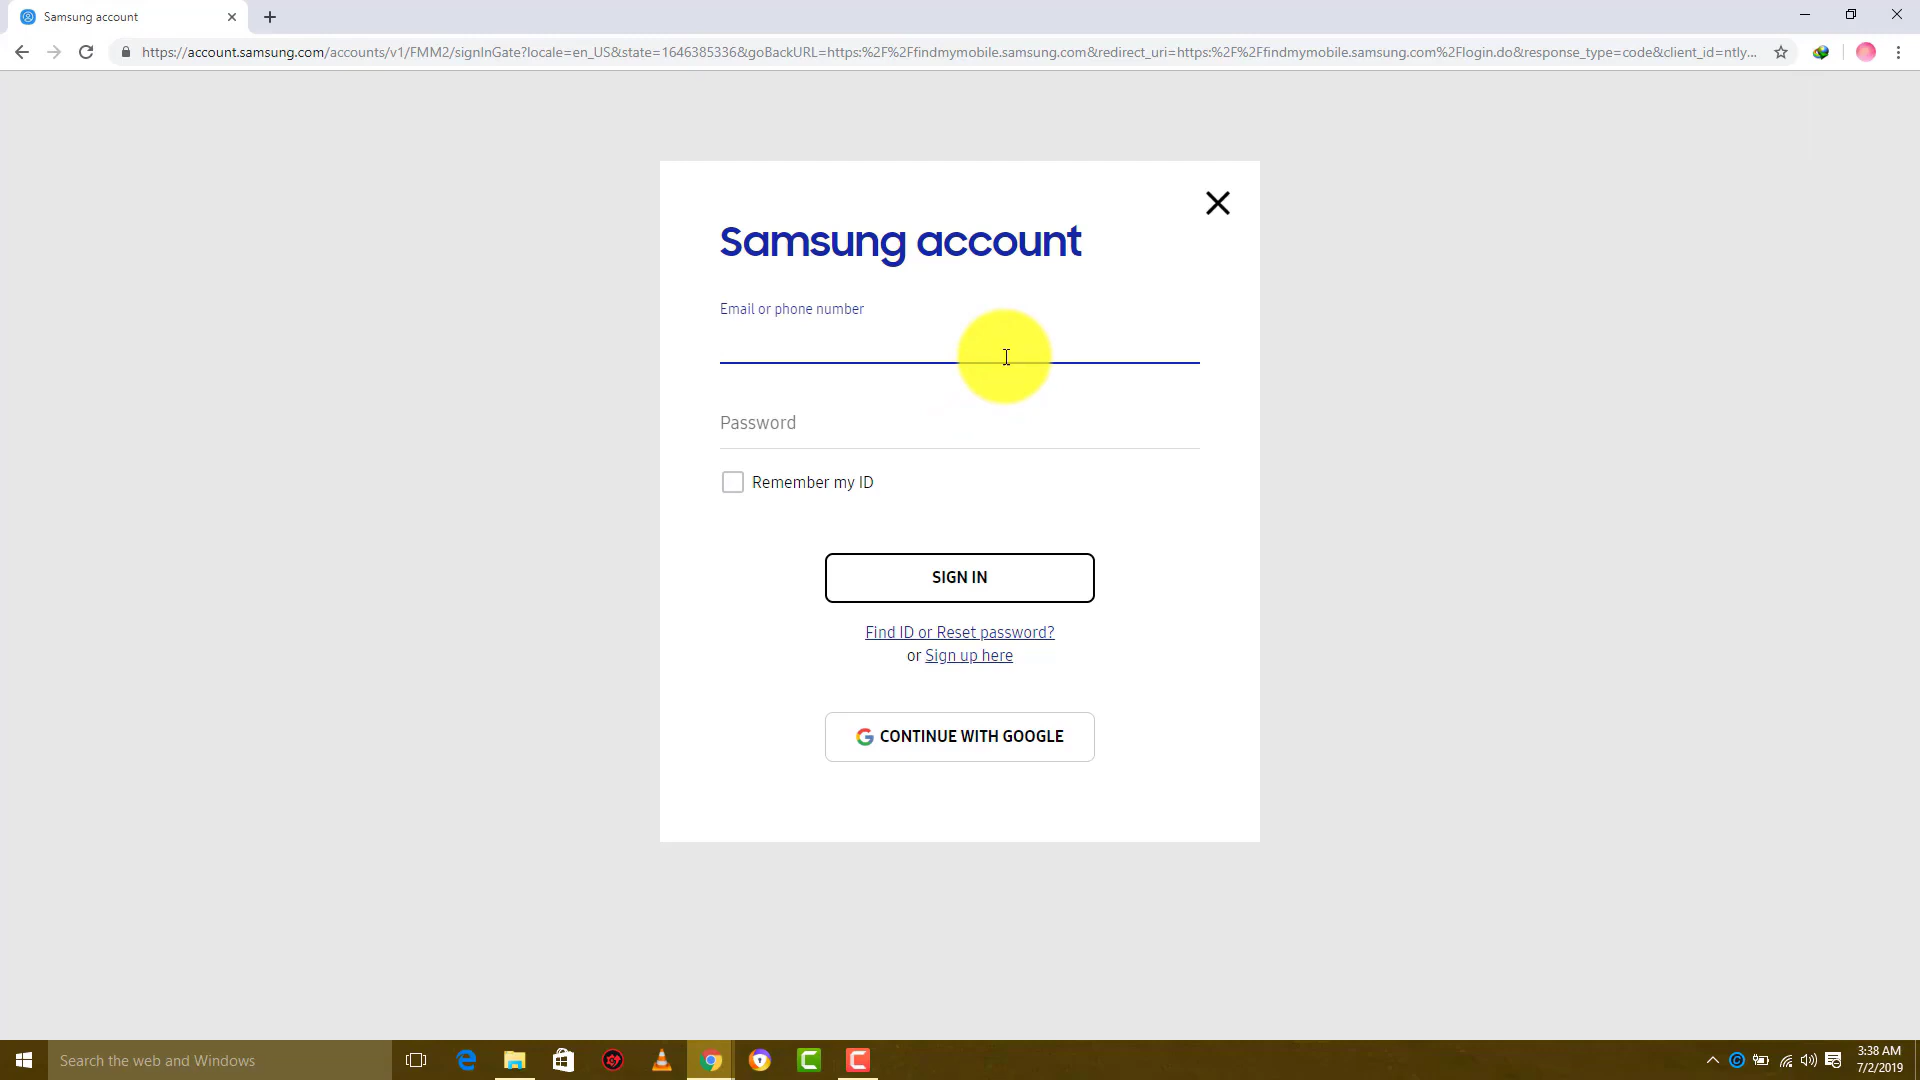 Samsung account
https://account.samsung.com/accounts/v1/FMM2/signInGate?locale=en_US&state=1646385336&goBackURL=https:%2F%2Ffindmymobile.samsung.com&redirect_uri=https:%2F%2Ffindmymobile.samsung.com%2Flogin.do&response_type=code&client_id=ntly...
Samsung account
Email or phone number
Password
Remember my ID
SIGN IN
Find ID or Reset password?
or Sign up here
CONTINUE WITH GOOGLE
Search the web and Windows
3:38 AM
7/2/2019